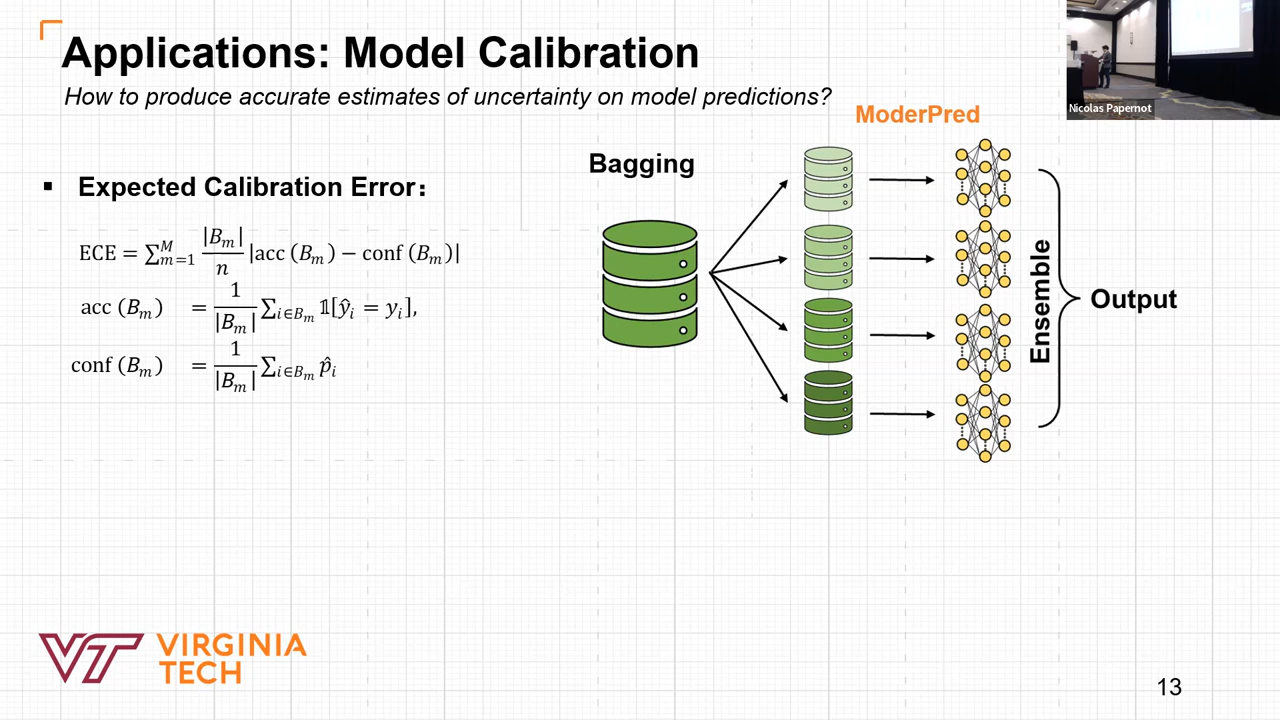 Applications: Model Calibration
How to produce accurate estimates of uncertainty on model predictions?
Nicolas Papernot
ModerPred
Bagging
▪ Expected Calibration Error：
ECE = ∑_{m=1}^{M} |B_m|/n |acc (B_m) − conf (B_m)|
acc (B_m) = 1/|B_m| ∑_{i∈B_m} 𝟙[ŷ_i = y_i],
conf (B_m) = 1/|B_m| ∑_{i∈B_m} p̂_i
Ensemble
Output
VT VIRGINIA
TECH
13